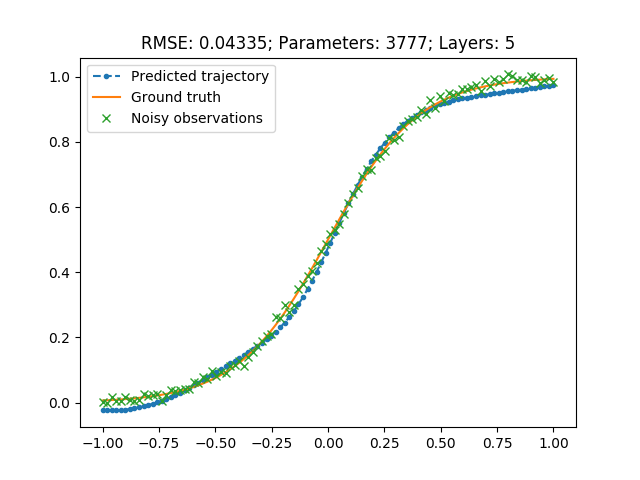 RMSE: 0.04335; Parameters: 3777; Layers: 5
Predicted trajectory
Ground truth
Noisy observations
1.0
0.8
0.6
0.4
0.2
0.0
−1.00 −0.75 −0.50 −0.25 0.00 0.25 0.50 0.75 1.00